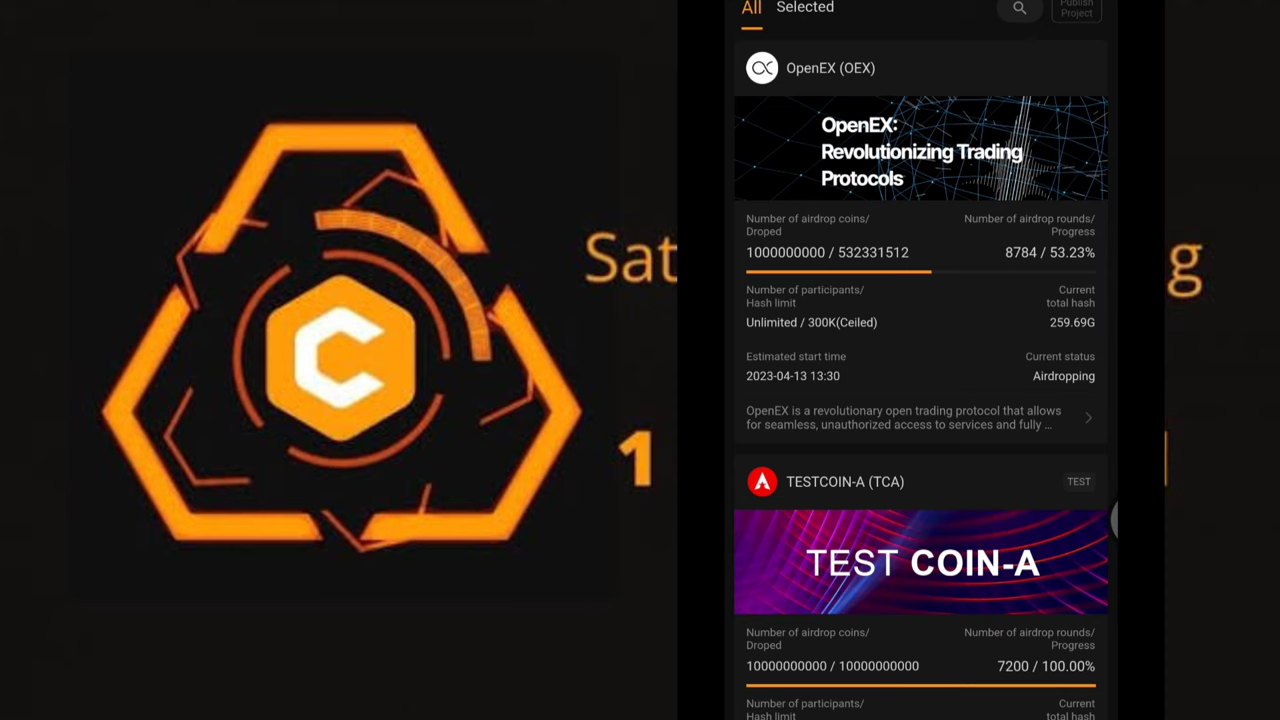 All Selected
Publish
Project
OpenEX (OEX)
OpenEX:
Revolutionizing Trading
Protocols
Number of airdrop coins/
Droped
Number of airdrop rounds/
Progress
1000000000 / 532331512
8784 / 53.23%
Number of participants/
Hash limit
Current
total hash
Unlimited / 300K(Ceiled)
259.69G
Estimated start time
Current status
2023-04-13 13:30
Airdropping
OpenEX is a revolutionary open trading protocol that allows
for seamless, unauthorized access to services and fully ...
TESTCOIN-A (TCA)
TEST
TEST COIN-A
Number of airdrop coins/
Droped
Number of airdrop rounds/
Progress
10000000000 / 10000000000
7200 / 100.00%
Number of participants/
Hash limit
Current
total hash
C
Sat
g
1